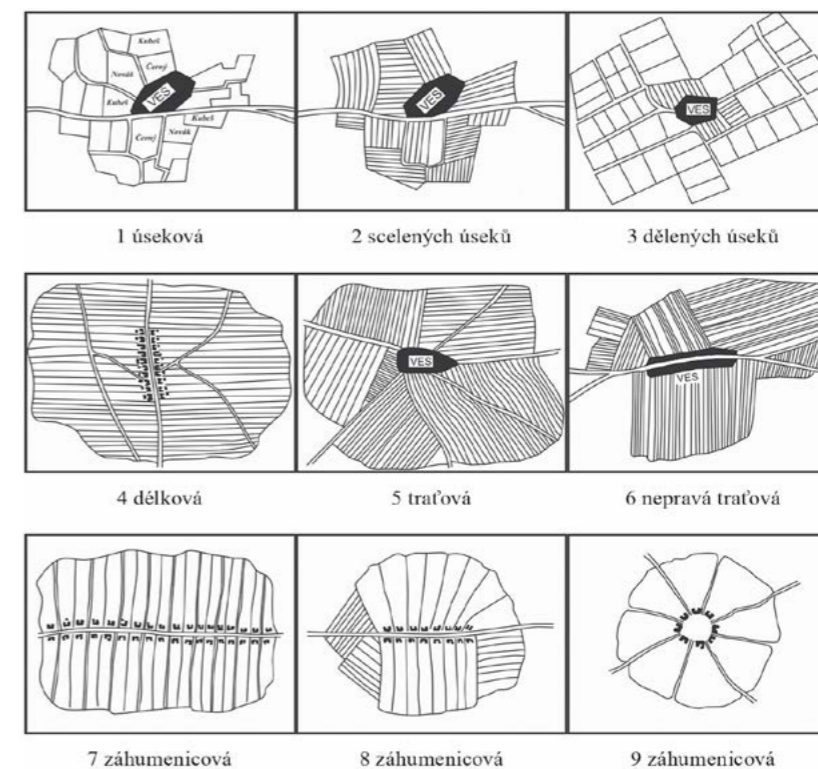 Kubeš
Novák
Černý
Kubeš
VES
Kubeš
Černý
Novák
VES
VES
1 úseková
2 scelených úseků
3 dělených úseků
VES
VES
4 délková
5 traťová
6 nepravá traťová
7 záhumenicová
8 záhumenicová
9 záhumenicová